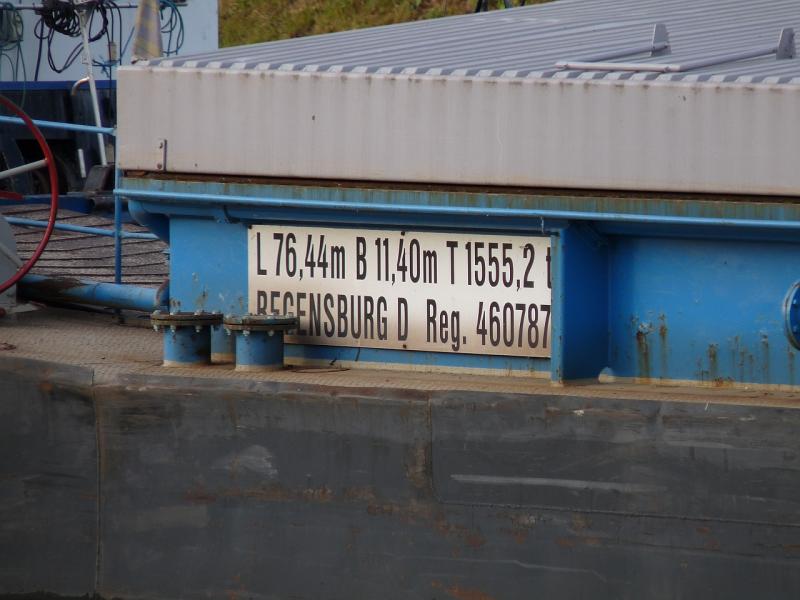 L 76,44m B 11,40m T 1555,2 t
REGENSBURG D Reg. 460787